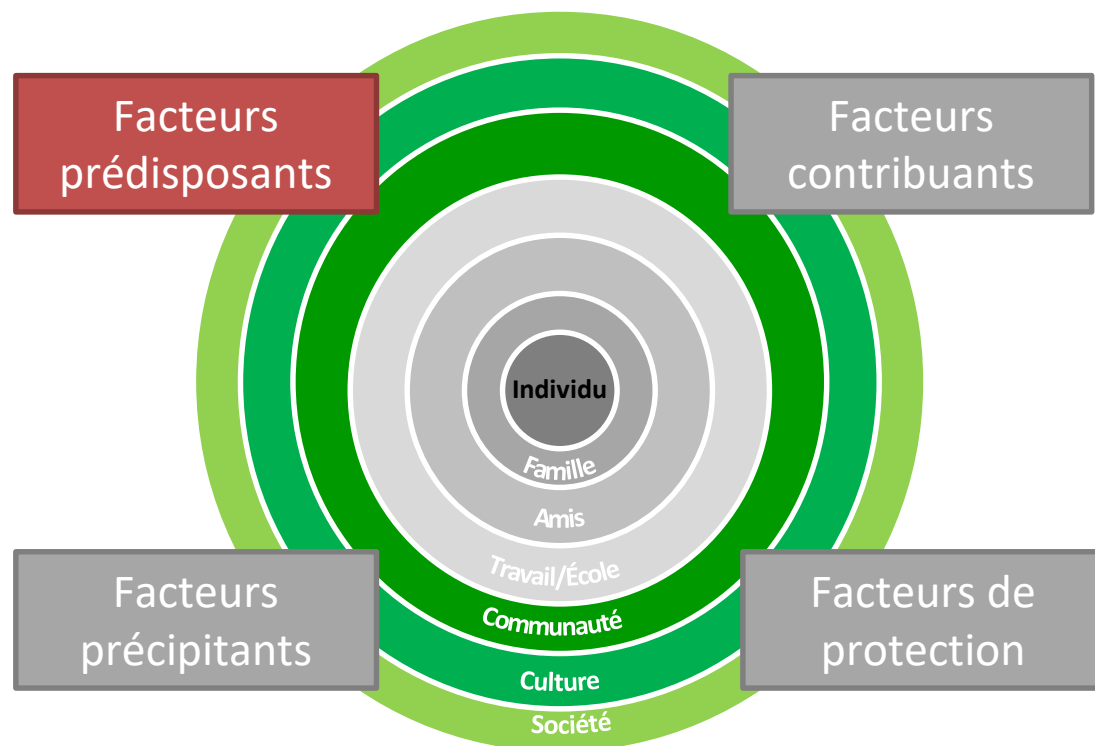 Facteurs
prédisposants
Facteurs
contribuants
Individu
Famille
Amis
Travail/École
Communauté
Culture
Société
Facteurs
précipitants
Facteurs de
protection